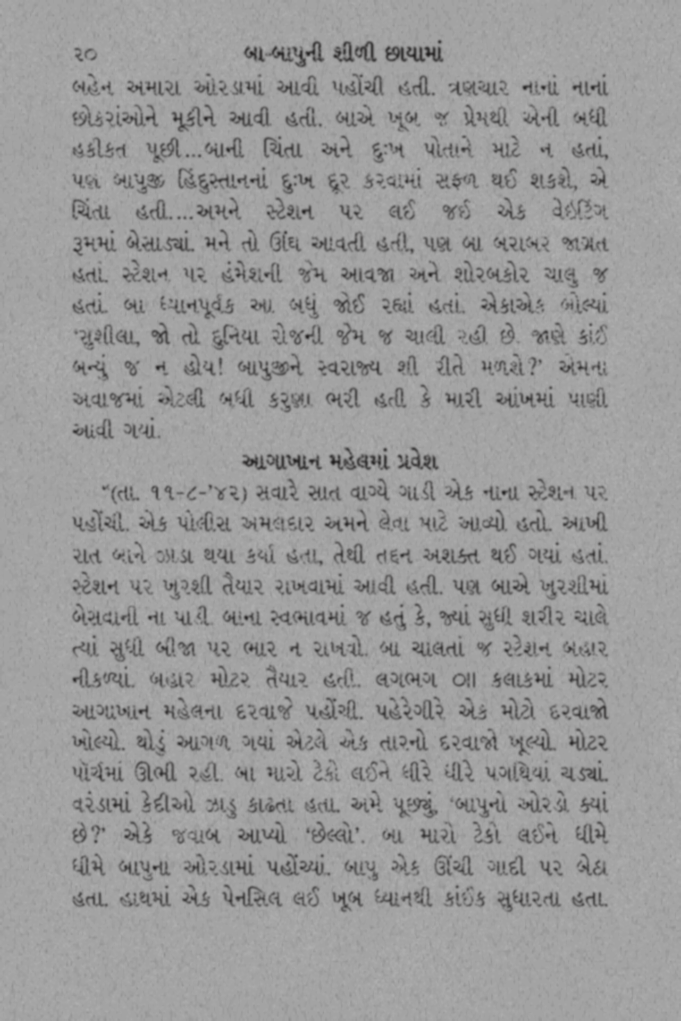 ૨૦ બા-બાપુની શીળી છાયામાં
બહેન અમારા ઓરડામાં આવી પહોંચી હતી. ત્રણચાર નાનાં નાનાં
છોકરાંઓને મૂકીને આવી હતી. બાએ ખૂબ જ પ્રેમથી એની બધી
હકીકત પૂછી...બાની ચિંતા અને દુઃખ પોતાને માટે ન હતાં,
પણ બાપુજી હિંદુસ્તાનનાં દુઃખ દૂર કરવામાં સફળ થઈ શકશે, એ
ચિંતા હતી....અમને સ્ટેશન પર લઈ જઈ એક વેઇટિંગ
રૂમમાં બેસાડ્યાં. મને તો ઊંઘ આવતી હતી, પણ બા બરાબર જાગ્રત
હતાં. સ્ટેશન પર હંમેશની જેમ આવજા અને શોરબકોર ચાલુ જ
હતાં. બા ધ્યાનપૂર્વક આ બધું જોઈ રહ્યાં હતાં. એકાએક બોલ્યાં
'સુશીલા, જો તો દુનિયા રોજની જેમ જ ચાલી રહી છે. જાણે કાંઈ
બન્યું જ ન હોય! બાપુજીને સ્વરાજ્ય શી રીતે મળશે?' એમના
અવાજમાં એટલી બધી કરુણા ભરી હતી કે મારી આંખમાં પાણી
આવી ગયાં.
આગાખાન મહેલમાં પ્રવેશ
"(તા. ૧૧-૮-'૪૨) સવારે સાત વાગ્યે ગાડી એક નાના સ્ટેશન પર
પહોંચી. એક પોલીસ અમલદાર અમને લેવા માટે આવ્યો હતો. આખી
રાત બાને ઝાડા થયા કર્યા હતા, તેથી તદ્દન અશક્ત થઈ ગયાં હતાં.
સ્ટેશન પર ખુરશી તૈયાર રાખવામાં આવી હતી. પણ બાએ ખુરશીમાં
બેસવાની ના પાડી. બાના સ્વભાવમાં જ હતું કે, જ્યાં સુધી શરીર ચાલે
ત્યાં સુધી બીજા પર ભાર ન રાખવો. બા ચાલતાં જ સ્ટેશન બહાર
નીકળ્યાં. બહાર મોટર તૈયાર હતી. લગભગ ૦ા॥ કલાકમાં મોટર
આગાખાન મહેલના દરવાજે પહોંચી. પહેરેગીરે એક મોટો દરવાજો
ખોલ્યો. થોડું આગળ ગયાં એટલે એક તારનો દરવાજો ખૂલ્યો. મોટર
પૉર્ચમાં ઊભી રહી. બા મારો ટેકો લઈને ધીરે ધીરે પગથિયાં ચડ્યાં.
વરંડામાં કેદીઓ ઝાડુ કાઢતા હતા. અમે પૂછ્યું, 'બાપુનો ઓરડો ક્યાં
છે?' એકે જવાબ આપ્યો 'છેલ્લો'. બા મારો ટેકો લઈને ધીમે
ધીમે બાપુના ઓરડામાં પહોંચ્યાં. બાપુ એક ઊંચી ગાદી પર બેઠા
હતા. હાથમાં એક પેનસિલ લઈ ખૂબ ધ્યાનથી કાંઈક સુધારતા હતા.